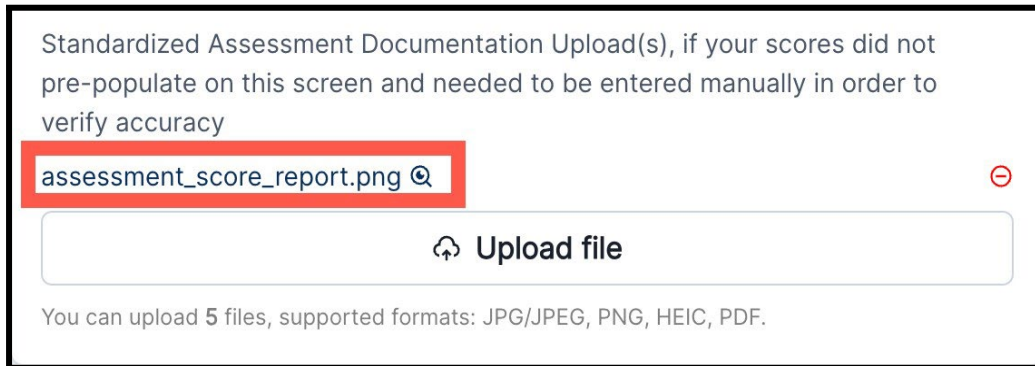 Standardized Assessment Documentation Upload(s), if your scores did not
pre-populate on this screen and needed to be entered manually in order to
verify accuracy
assessment_score_report.png
Upload file
You can upload 5 files, supported formats: JPG/JPEG, PNG, HEIC, PDF.